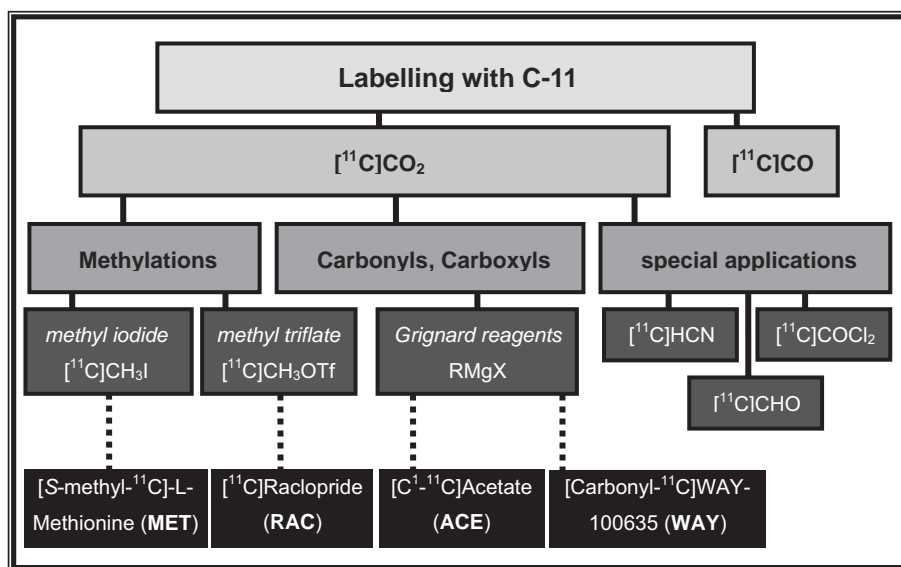 Labelling with C-11
[¹¹C]CO₂
[¹¹C]CO
Methylations
Carbonyls, Carboxyls
special applications
methyl iodide
[¹¹C]CH₃I
methyl triflate
[¹¹C]CH₃OTf
Grignard reagents
RMgX
[¹¹C]HCN
[¹¹C]COCl₂
[¹¹C]CHO
[S-methyl-¹¹C]-L-
Methionine (MET)
[¹¹C]Raclopride
(RAC)
[C¹-¹¹C]Acetate
(ACE)
[Carbonyl-¹¹C]WAY-
100635 (WAY)